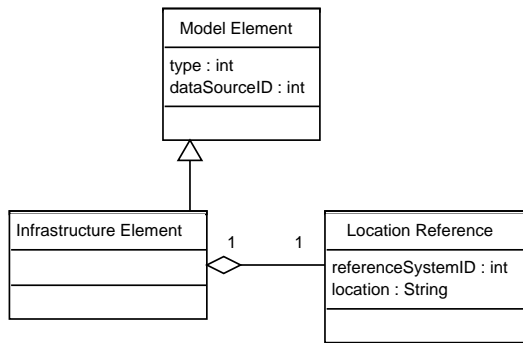 Model Element
type : int
dataSourceID : int
Infrastructure Element
1
1
Location Reference
referenceSystemID : int
location : String